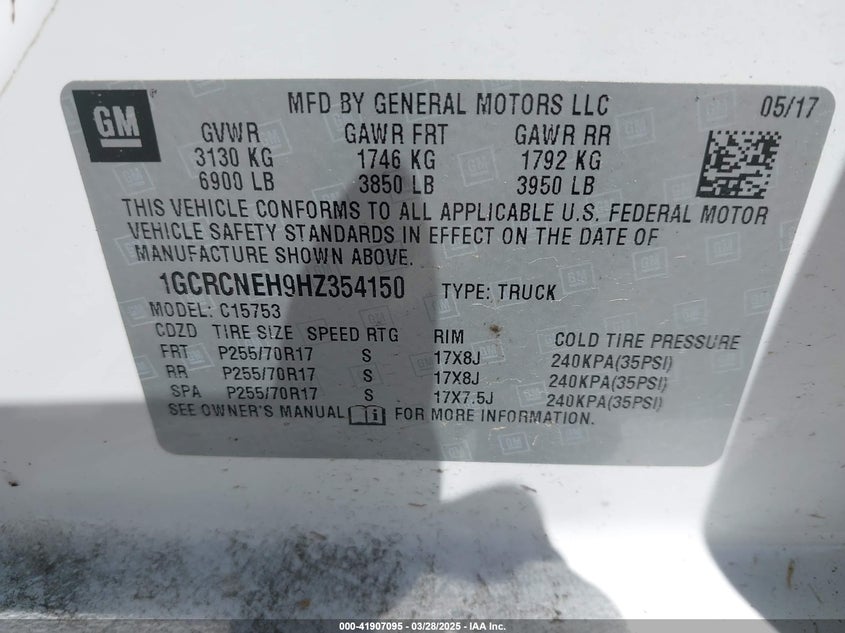 GM
MFD BY GENERAL MOTORS LLC 05/17
GVWR GAWR FRT GAWR RR
3130 KG 1746 KG 1792 KG
6900 LB 3850 LB 3950 LB
THIS VEHICLE CONFORMS TO ALL APPLICABLE U.S. FEDERAL MOTOR
VEHICLE SAFETY STANDARDS IN EFFECT ON THE DATE OF
MANUFACTURE SHOWN ABOVE.
1GCRCNEH9HZ354150 TYPE: TRUCK
MODEL: C15753
CDZD TIRE SIZE SPEED RTG RIM COLD TIRE PRESSURE
FRT P255/70R17 S 17X8J 240KPA(35PSI)
RR P255/70R17 S 17X8J 240KPA(35PSI)
SPA P255/70R17 S 17X7.5J 240KPA(35PSI)
SEE OWNER'S MANUAL FOR MORE INFORMATION.
000-41907095 - 03/28/2025 - IAA Inc.